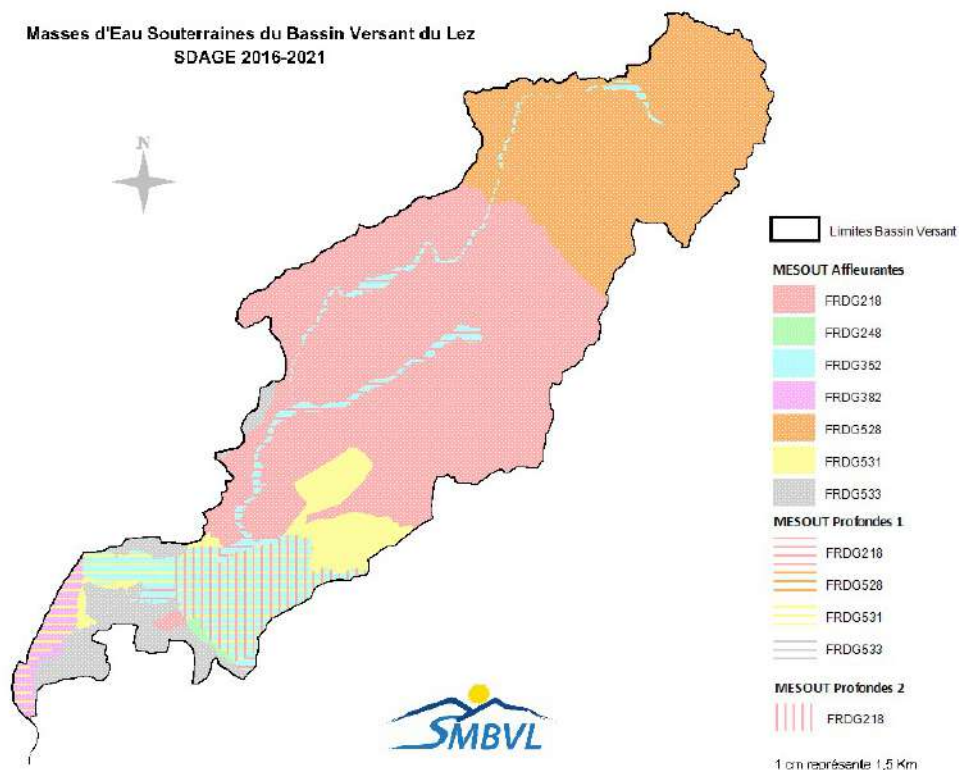 Masses d'Eau Souterraines du Bassin Versant du Lez
SDAGE 2016-2021
N
Limites Bassin Versant
MESOUT Affleurantes
FRDG218
FRDG248
FRDG352
FRDG382
FRDG528
FRDG531
FRDG533
MESOUT Profondes 1
FRDG218
FRDG528
FRDG531
FRDG533
MESOUT Profondes 2
FRDG218
SMBVL
1 cm représente 1.5 Km